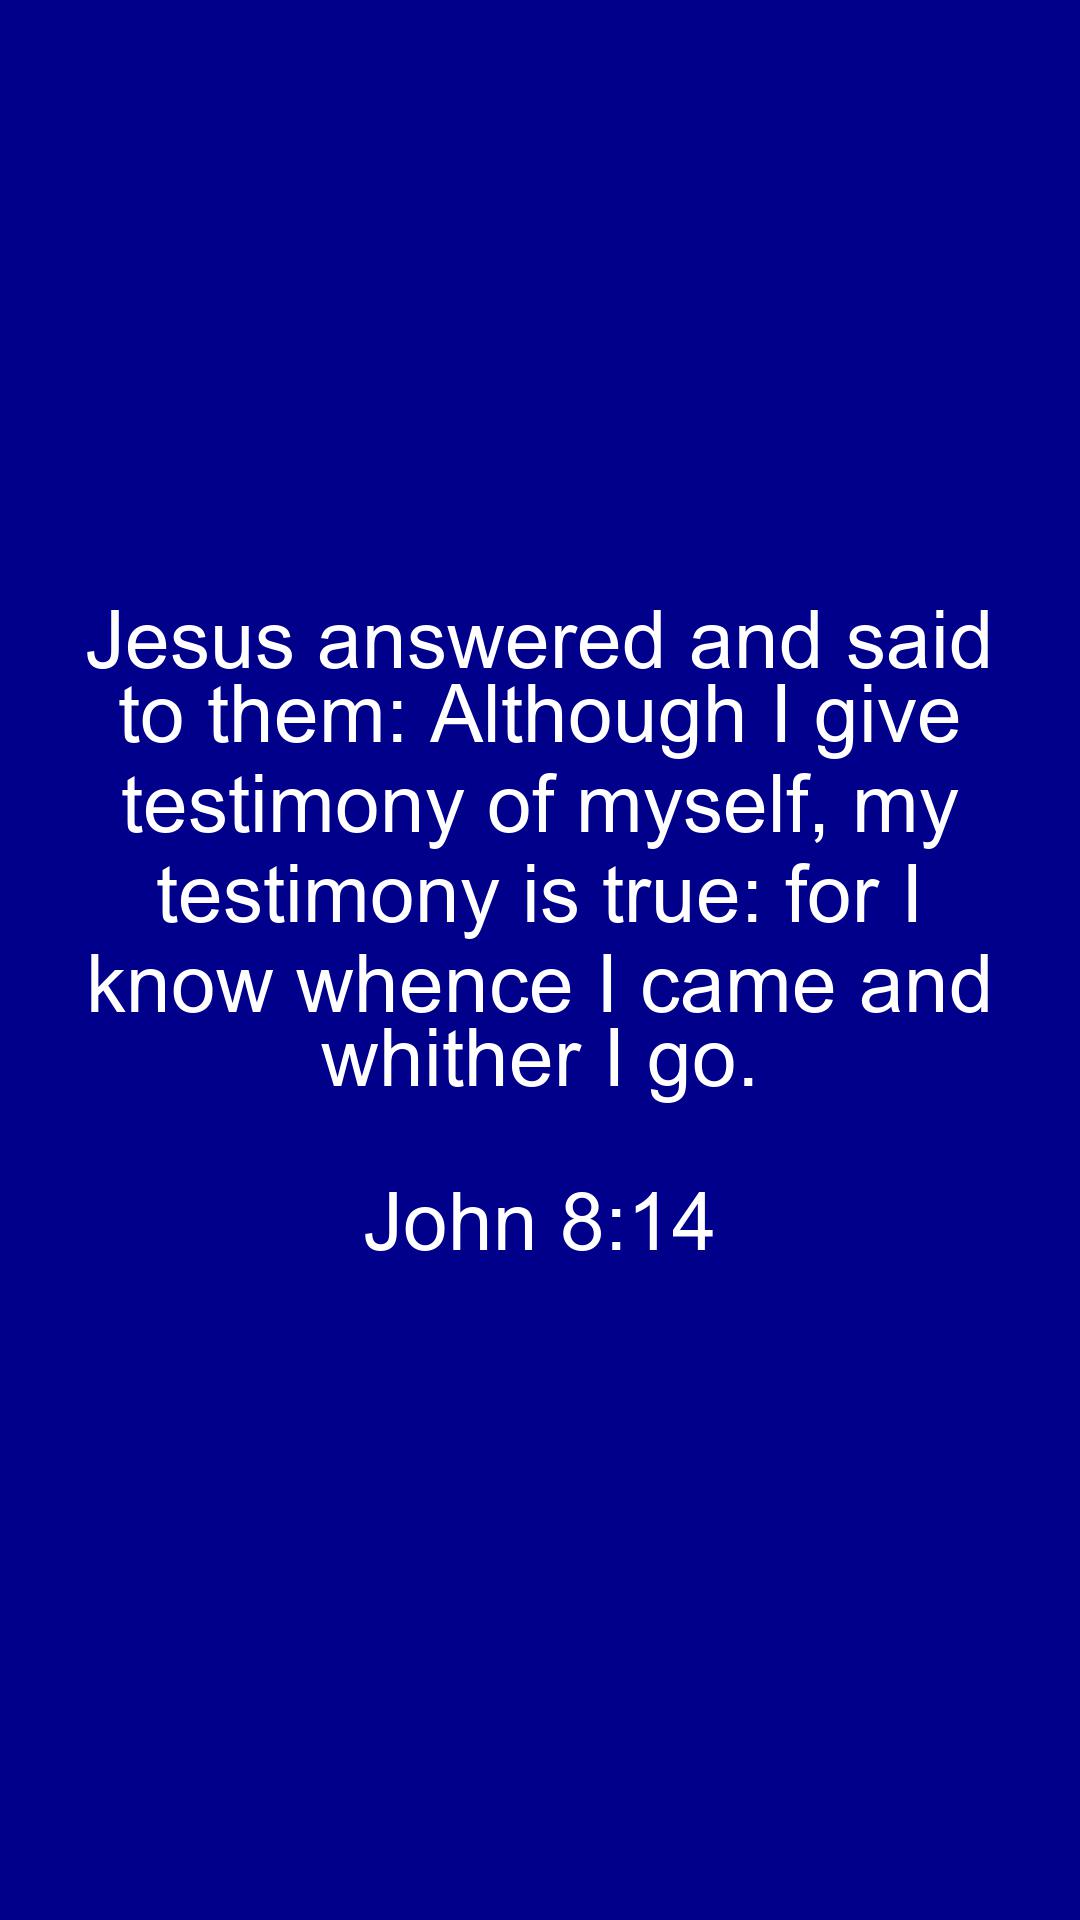 Jesus answered and said
to them: Although I give
testimony of myself, my
testimony is true: for I
know whence I came and
whither I go.
John 8:14